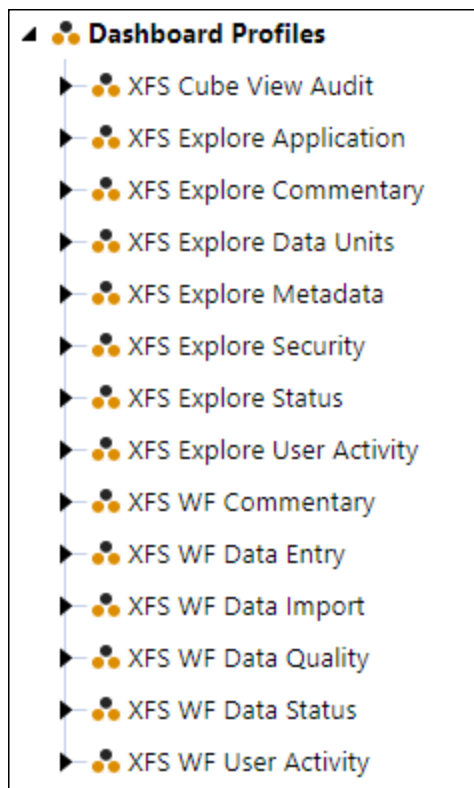 Dashboard Profiles
XFS Cube View Audit
XFS Explore Application
XFS Explore Commentary
XFS Explore Data Units
XFS Explore Metadata
XFS Explore Security
XFS Explore Status
XFS Explore User Activity
XFS WF Commentary
XFS WF Data Entry
XFS WF Data Import
XFS WF Data Quality
XFS WF Data Status
XFS WF User Activity